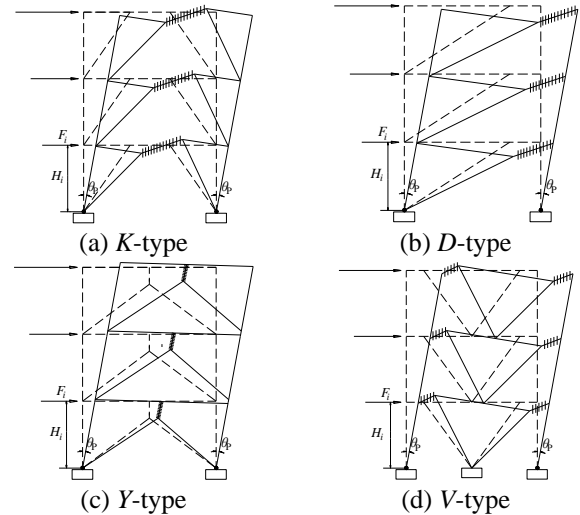 F_i
H_i
θ_P
θ_P
(a) K-type
F_i
H_i
θ_P
θ_P
(b) D-type
F_i
H_i
θ_P
θ_P
(c) Y-type
F_i
H_i
θ_P
θ_P
(d) V-type